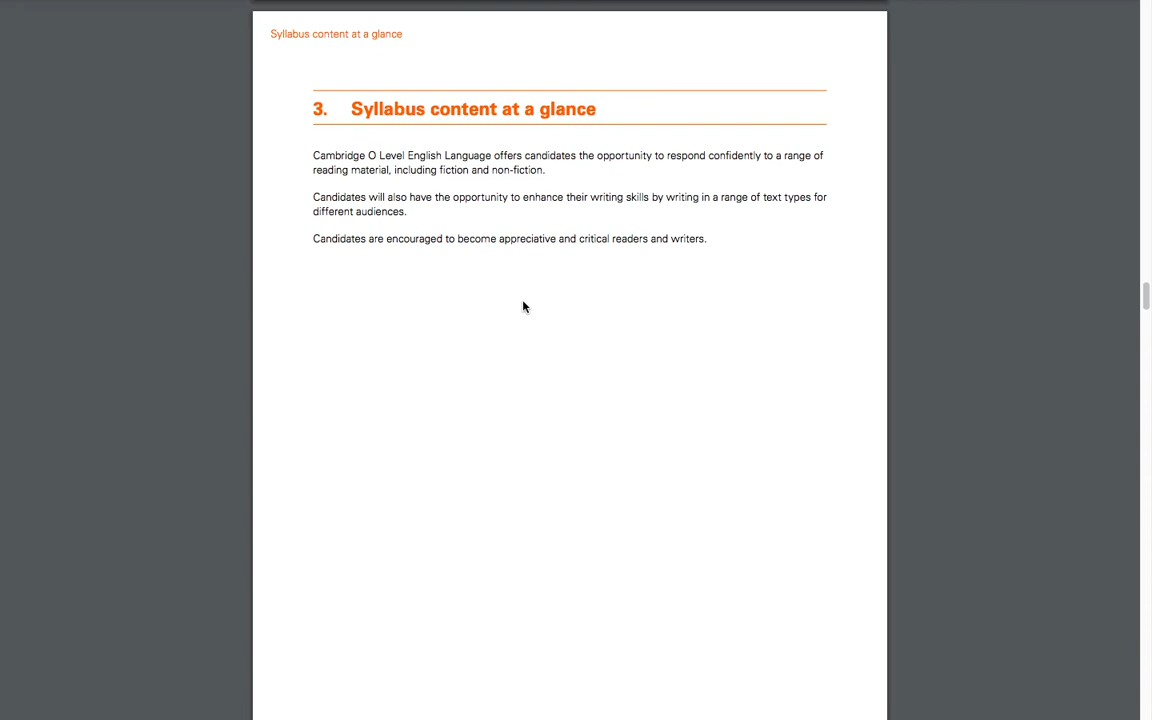 Syllabus content at a glance
3. Syllabus content at a glance
Cambridge O Level English Language offers candidates the opportunity to respond confidently to a range of
reading material, including fiction and non-fiction.
Candidates will also have the opportunity to enhance their writing skills by writing in a range of text types for
different audiences.
Candidates are encouraged to become appreciative and critical readers and writers.